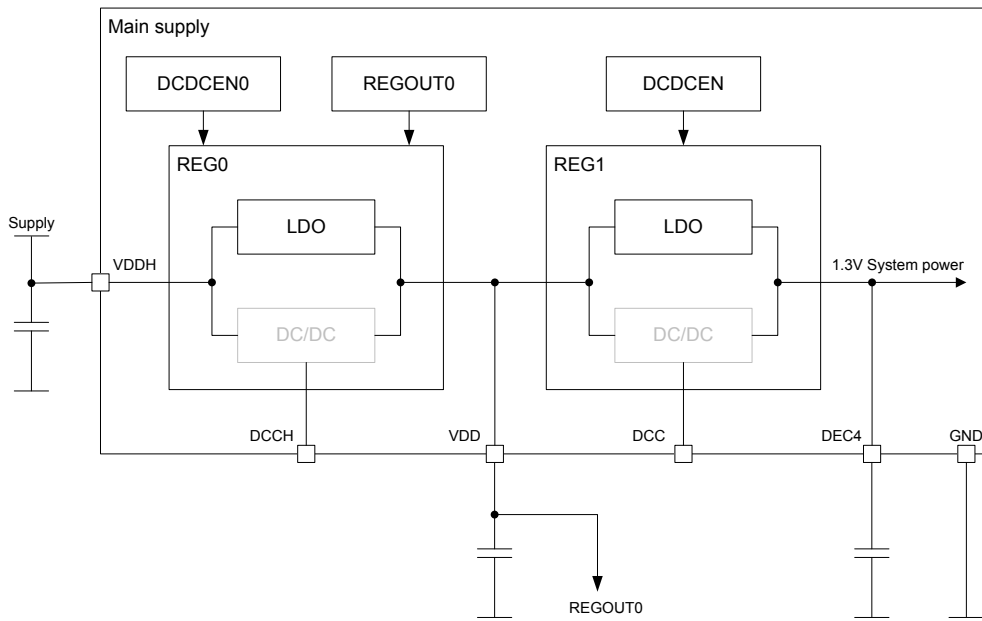 Main supply
DCDCEN0
REGOUT0
DCDCEN
REG0
REG1
LDO
LDO
Supply
VDDH
1.3V System power
DC/DC
DC/DC
DCCH
VDD
DCC
DEC4
GND
REGOUT0